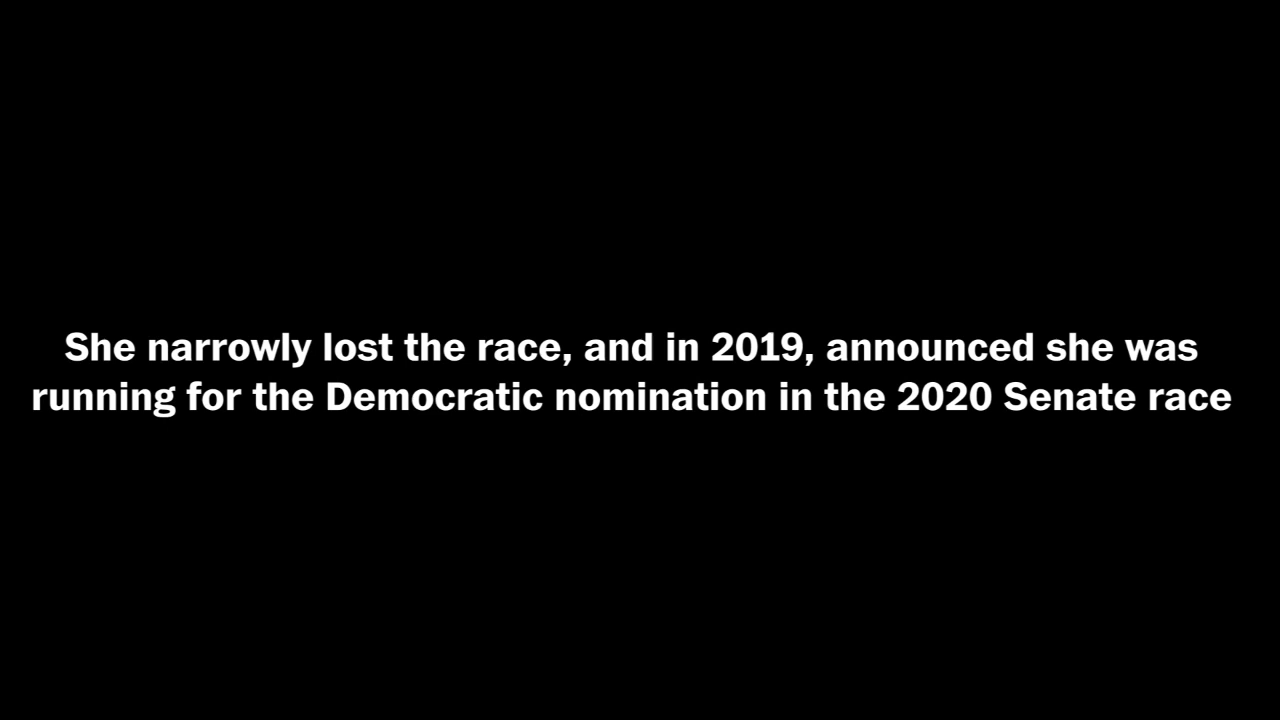 She narrowly lost the race, and in 2019, announced she was
running for the Democratic nomination in the 2020 Senate race